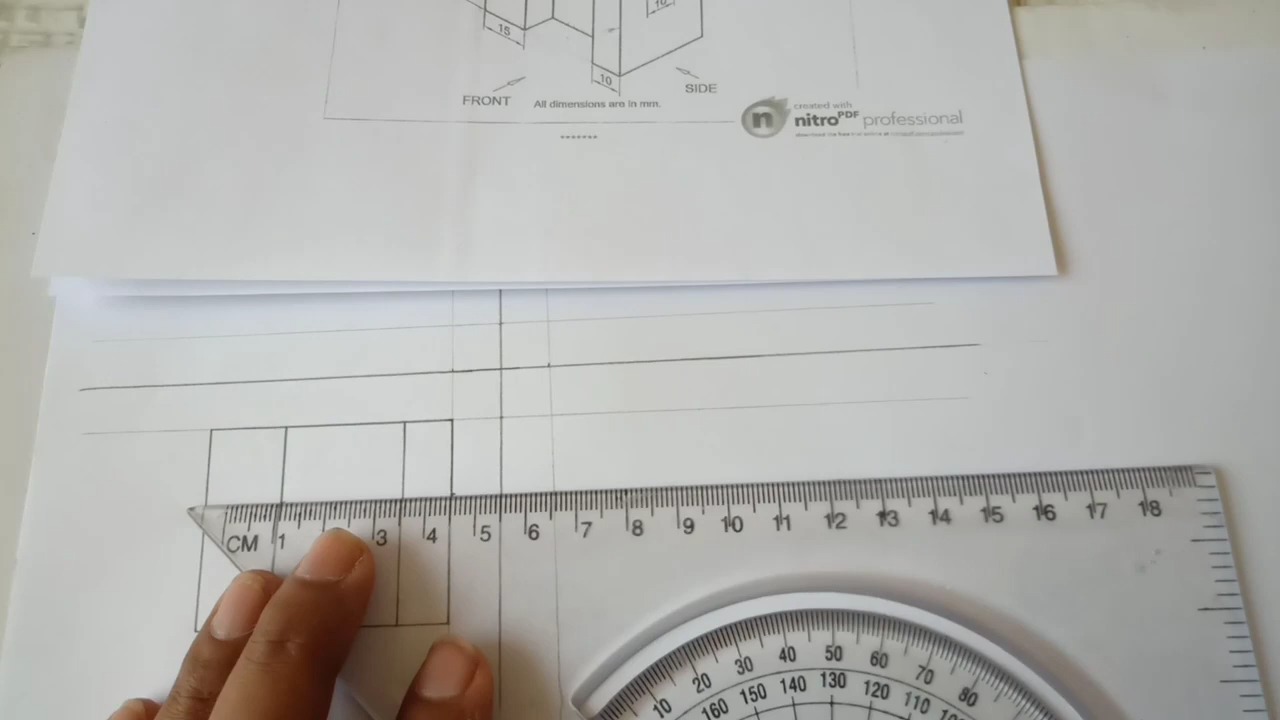 10
15
10
FRONT
SIDE
All dimensions are in mm.
created with
nitroPDF professional
CM 1 3 4 5 6 7 8 9 10 11 12 13 14 15 16 17 18
10 20 30 40 50 60 70 80
160 150 140 130 120 110